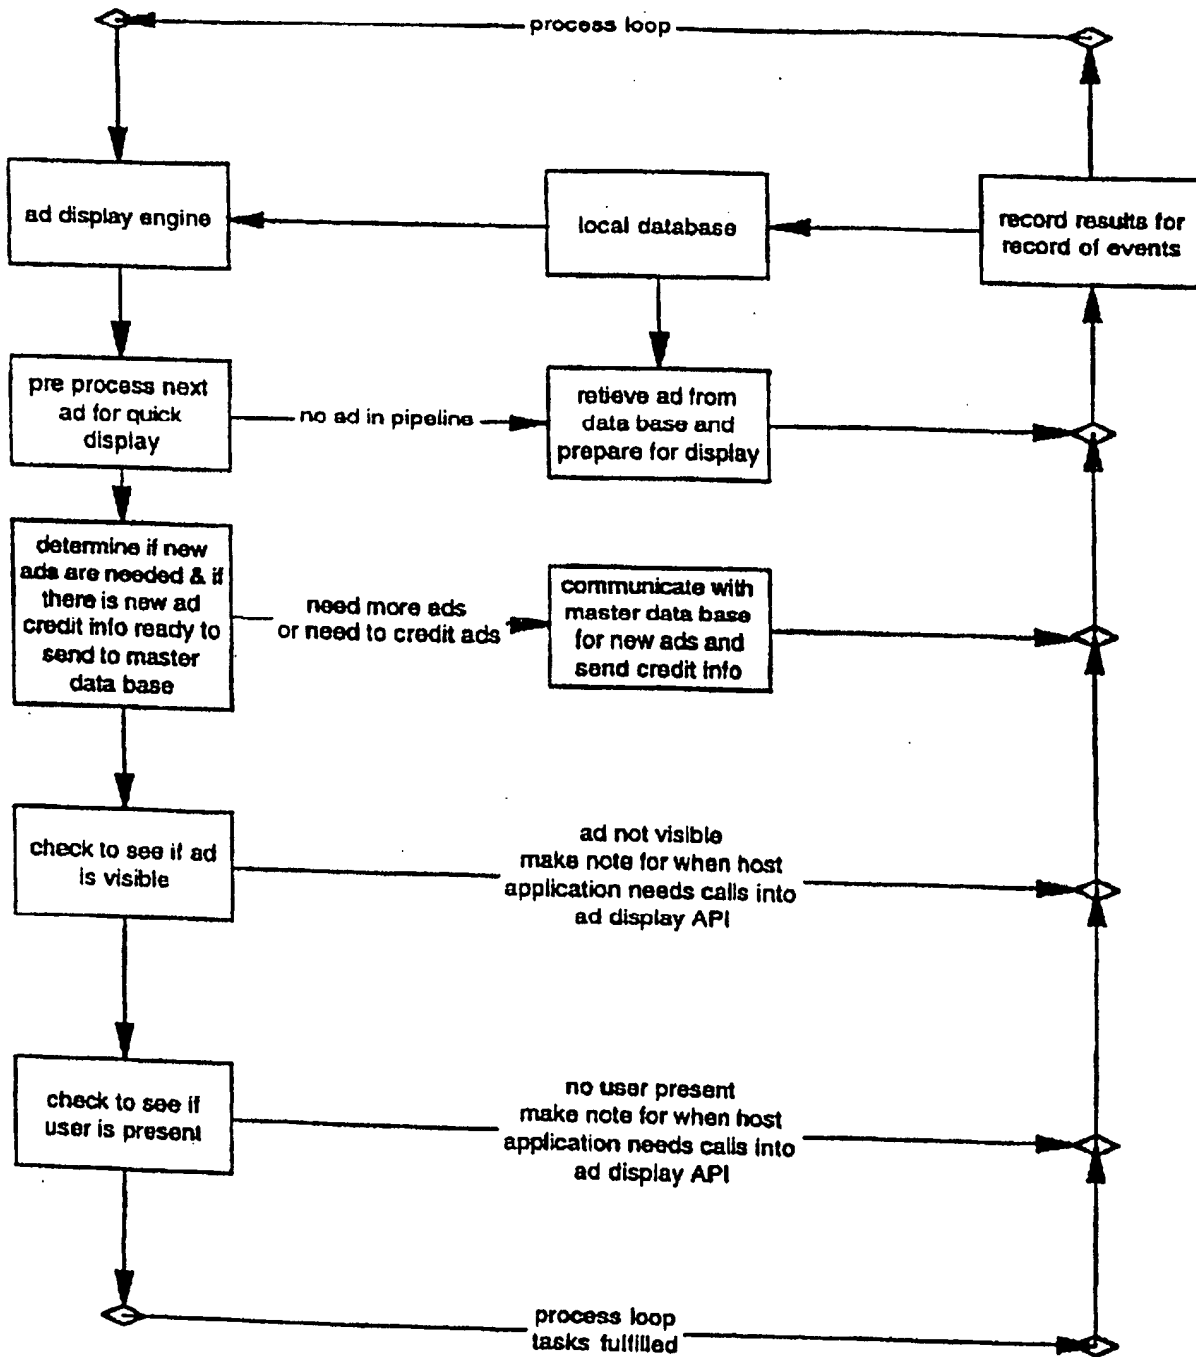 process loop
ad display engine
local database
record results for
record of events
pre process next
ad for quick
display
no ad in pipeline
retieve ad from
data base and
prepare for display
determine if new
ads are needed & if
there is new ad
credit info ready to
send to master
data base
need more ads
or need to credit ads
communicate with
master data base
for new ads and
send credit info
check to see if ad
is visible
ad not visible
make note for when host
application needs calls into
ad display API
check to see if
user is present
no user present
make note for when host
application needs calls into
ad display API
process loop
tasks fulfilled